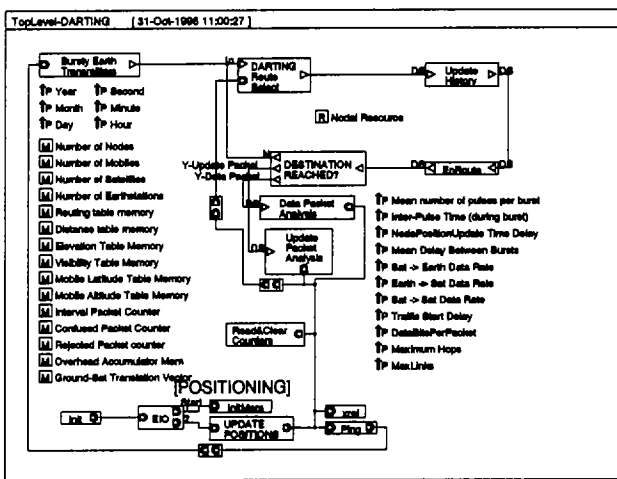 TopLevel-DARTING [31-Oct-1996 11:00:27]
Bursty Earth
Transmitters
DARTING
Route
Select
Update
History
In
D.S
D.S
Year
Second
Month
Minute
Day
Hour
R Nodal Resource
M Number of Nodes
M Number of Mobiles
M Number of Satellites
M Number of Earthstations
M Routing table memory
M Distance table memory
M Elevation Table Memory
M Visibility Table Memory
M Mobile Latitude Table Memory
M Mobile Altitude Table Memory
M Interval Packet Counter
M Confused Packet Counter
M Rejected Packet counter
M Overhead Accumulator Mem
M Ground-Sat Translation Vector
N
Y-Update Packet
Y-Data Packet
DESTINATION
REACHED?
D.S
EnRoute
D.S
D.S
Data Packet
Analysis
D.S
Update
Packet
Analysis
Read&Clear
Counters
P Mean number of pulses per burst
P Inter-Pulse Time (during burst)
P NodePositionUpdate Time Delay
P Mean Delay Between Bursts
P Sat -> Earth Data Rate
P Earth -> Sat Data Rate
P Sat -> Sat Data Rate
P Traffic Start Delay
P DataBitsPerPacket
P Maximum Hops
P MaxLinks
[POSITIONING]
Init
EIO
Start
2
InitMem
UPDATE
POSITIONS
Ping